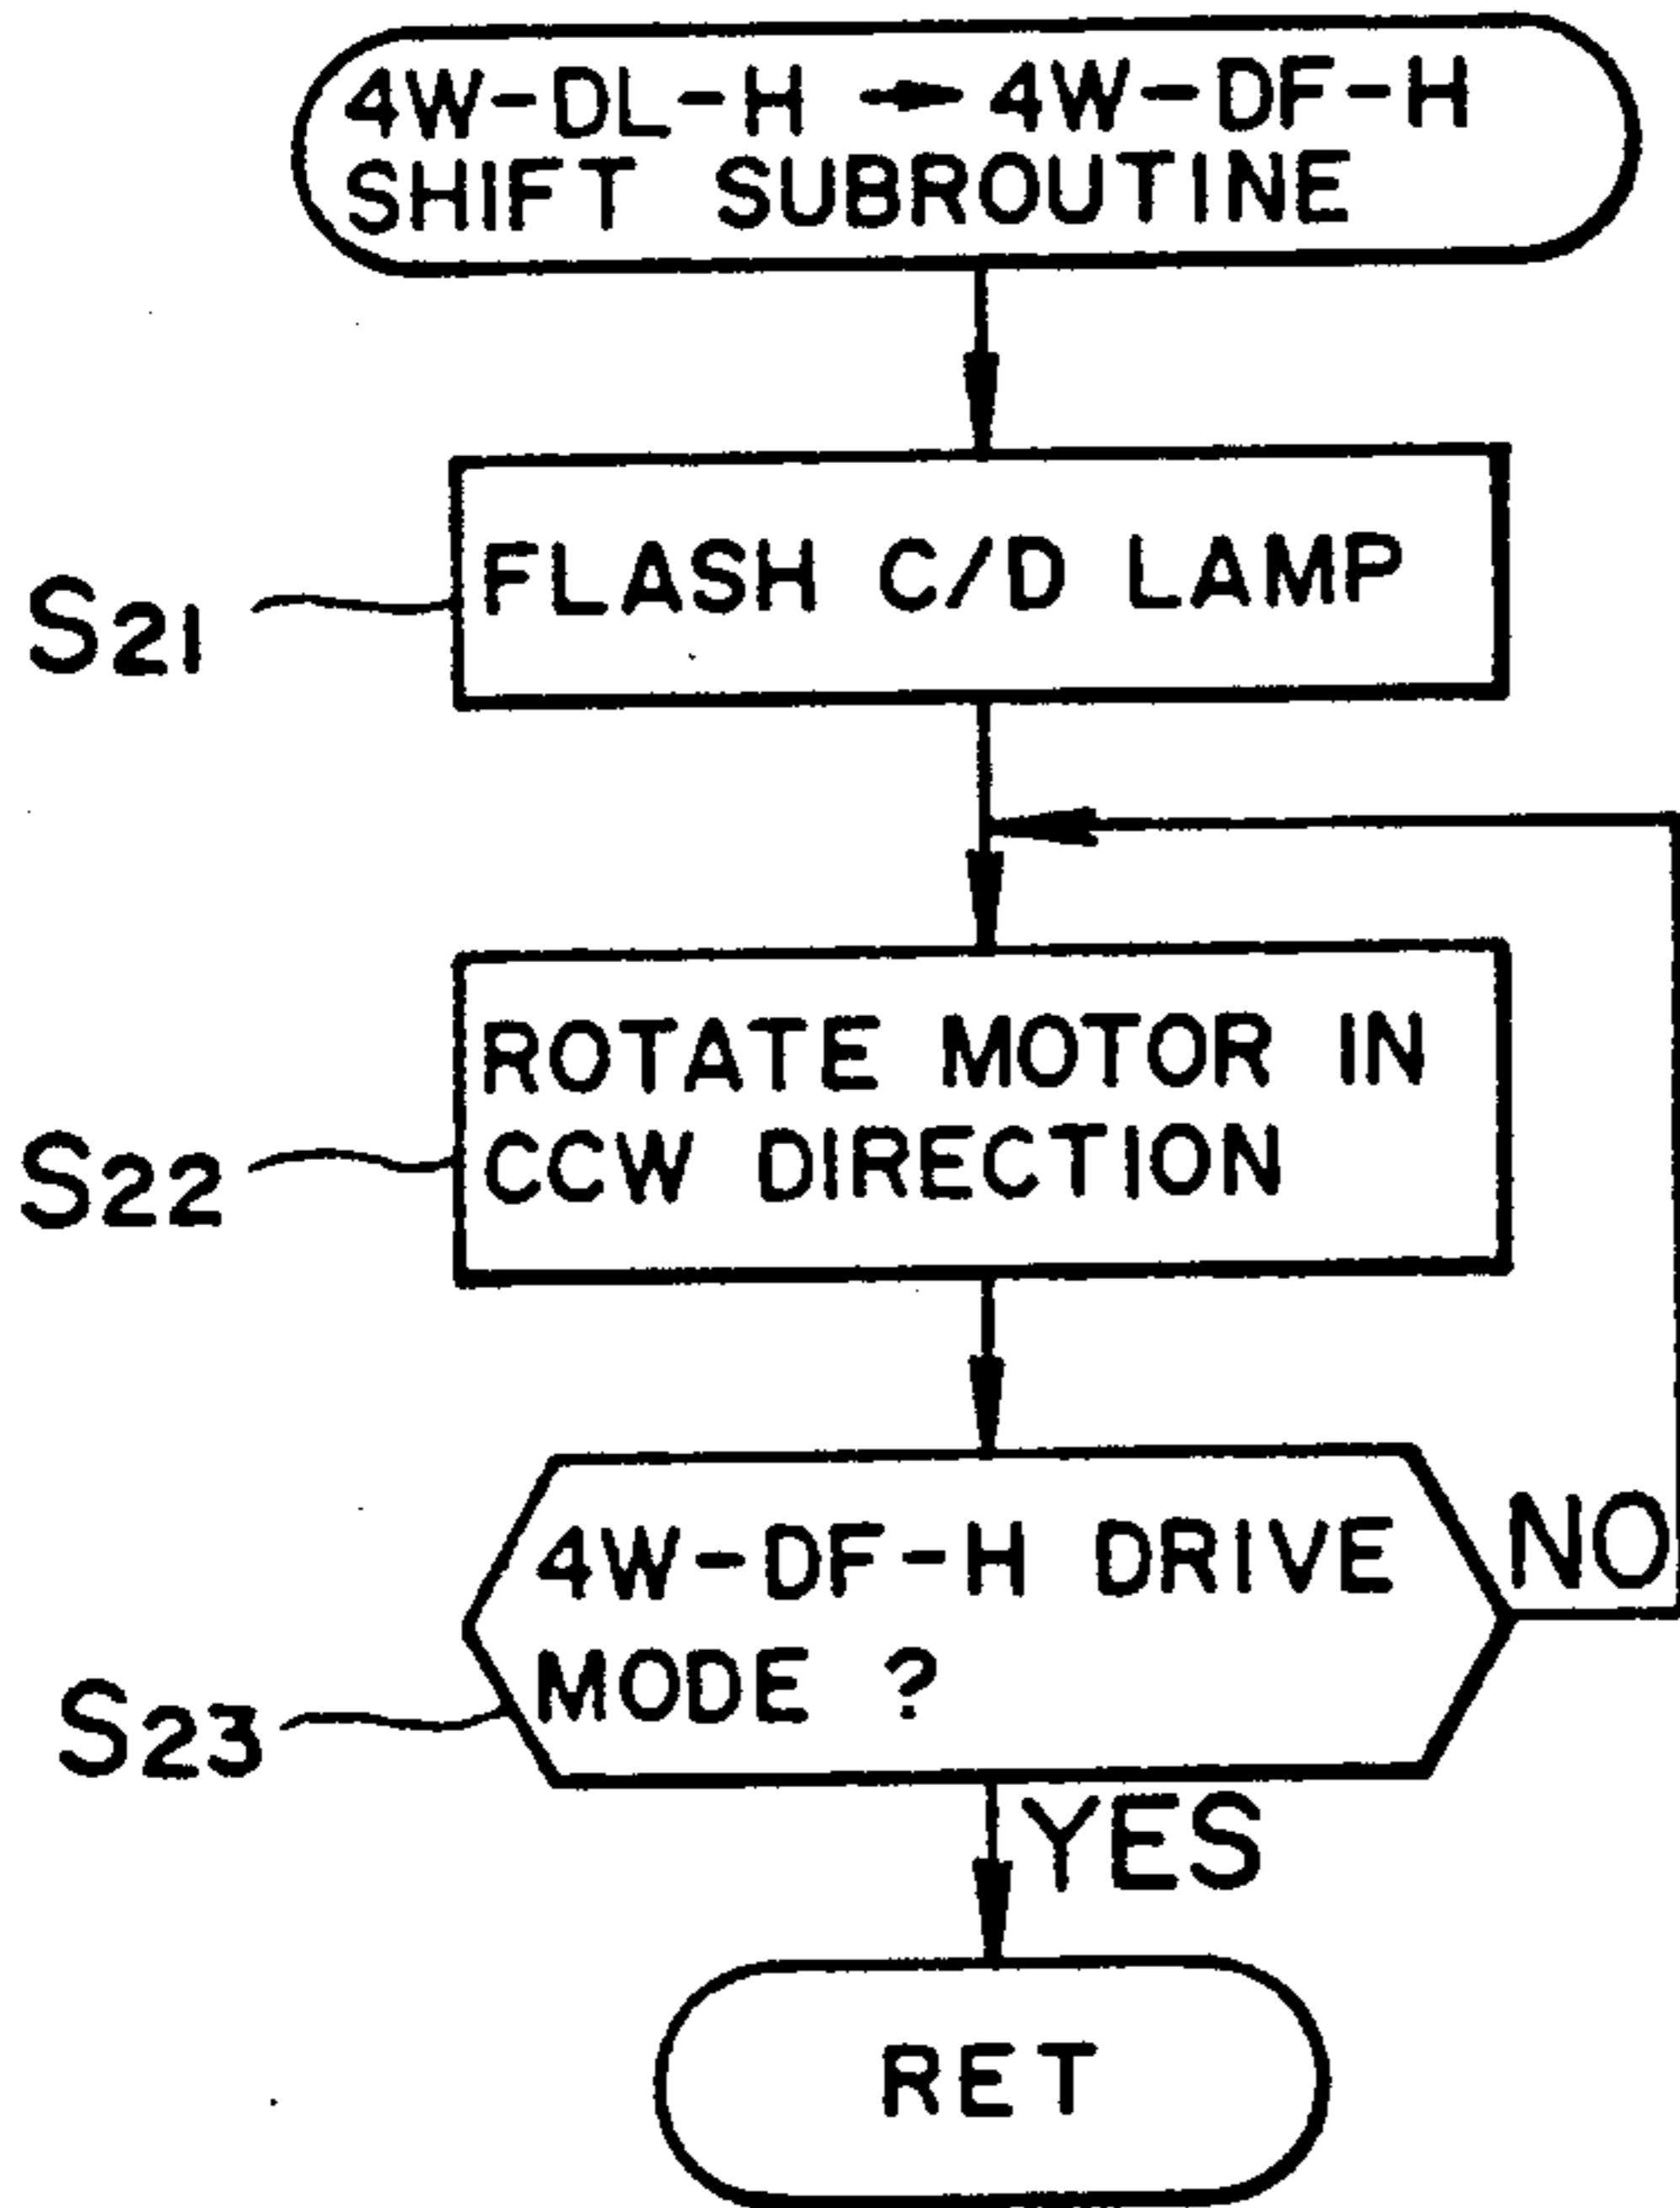 4W-DL-H → 4W-DF-H
SHIFT SUBROUTINE
FLASH C/D LAMP
S21
ROTATE MOTOR IN
CCW DIRECTION
S22
4W-DF-H DRIVE
MODE ?
NO
S23
YES
RET